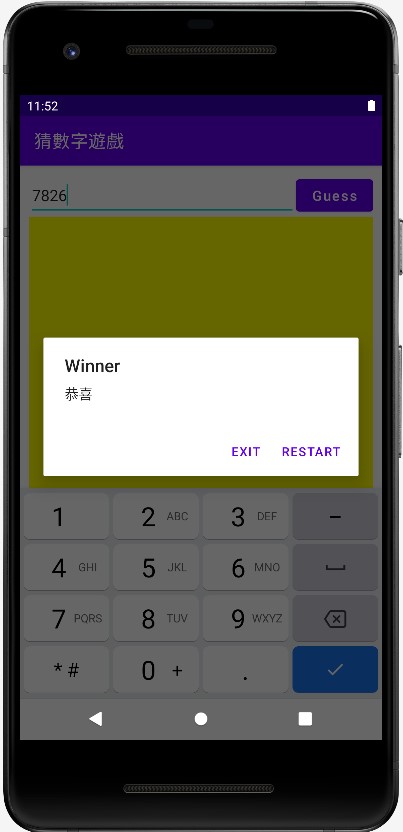 11:52
猜數字遊戲
7826
Guess
Winner
恭喜
EXIT RESTART
1 2 ABC 3 DEF -
4 GHI 5 JKL 6 MNO
7 PQRS 8 TUV 9 WXYZ
* # 0 + .